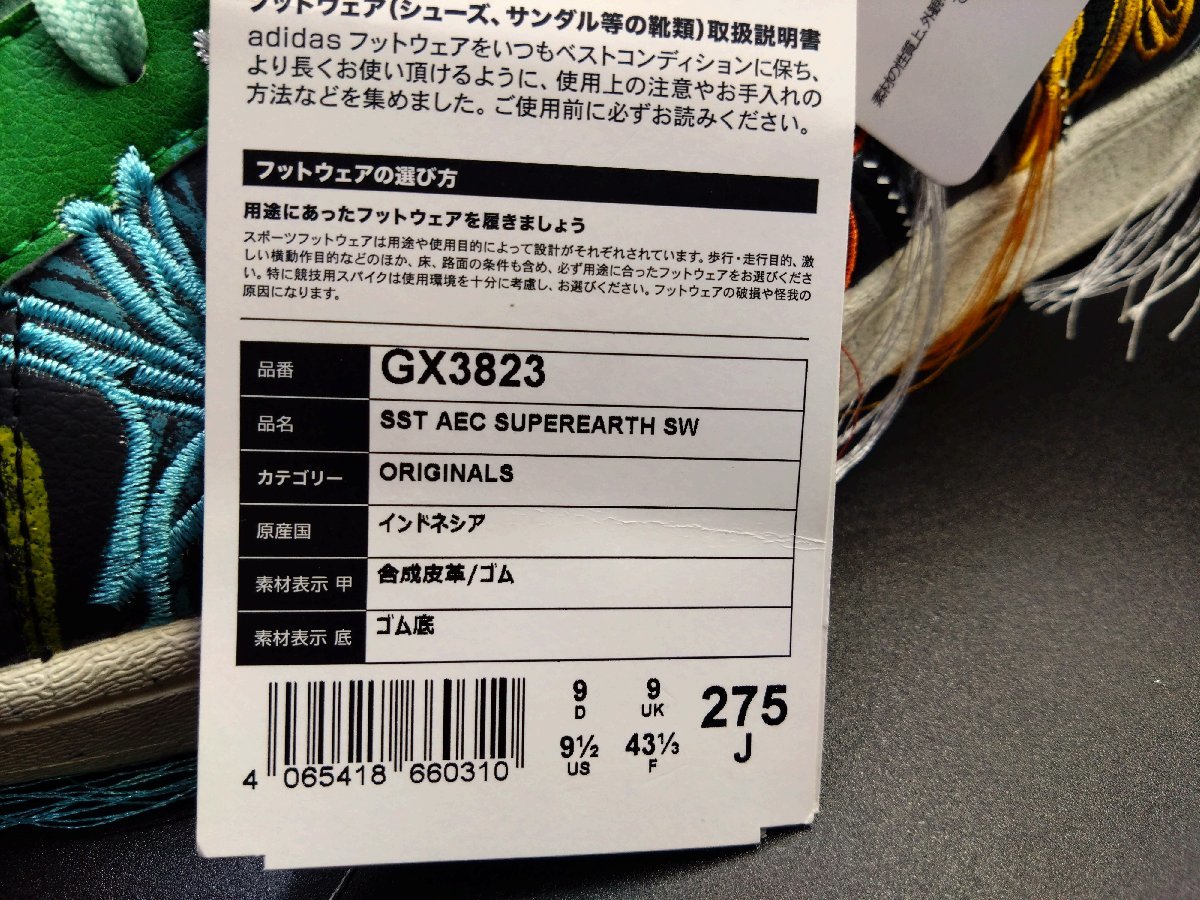 フットウェア(シューズ、サンダル等の靴類)取扱説明書
adidas フットウェアをいつもベストコンディションに保ち、
より長くお使い頂けるように、使用上の注意やお手入れの
方法などを集めました。ご使用前に必ずお読みください。
フットウェアの選び方
用途にあったフットウェアを履きましょう
スポーツフットウェアは用途や使用目的によって設計がそれぞれされています。歩行・走行目的、激
しい横動作目的などのほか、床、路面の条件も含め、必ず用途に合ったフットウェアをお選びくださ
い。特に競技用スパイクは使用環境を十分に考慮し、お選びください。フットウェアの破損や怪我の
原因になります。
品番 GX3823
品名 SST AEC SUPEREARTH SW
カテゴリー ORIGINALS
原産国 インドネシア
素材表示 甲 合成皮革/ゴム
素材表示 底 ゴム底
9 9 275
D UK J
9½ 43⅓
US F
4 065418 660310
素材の性質上、外観